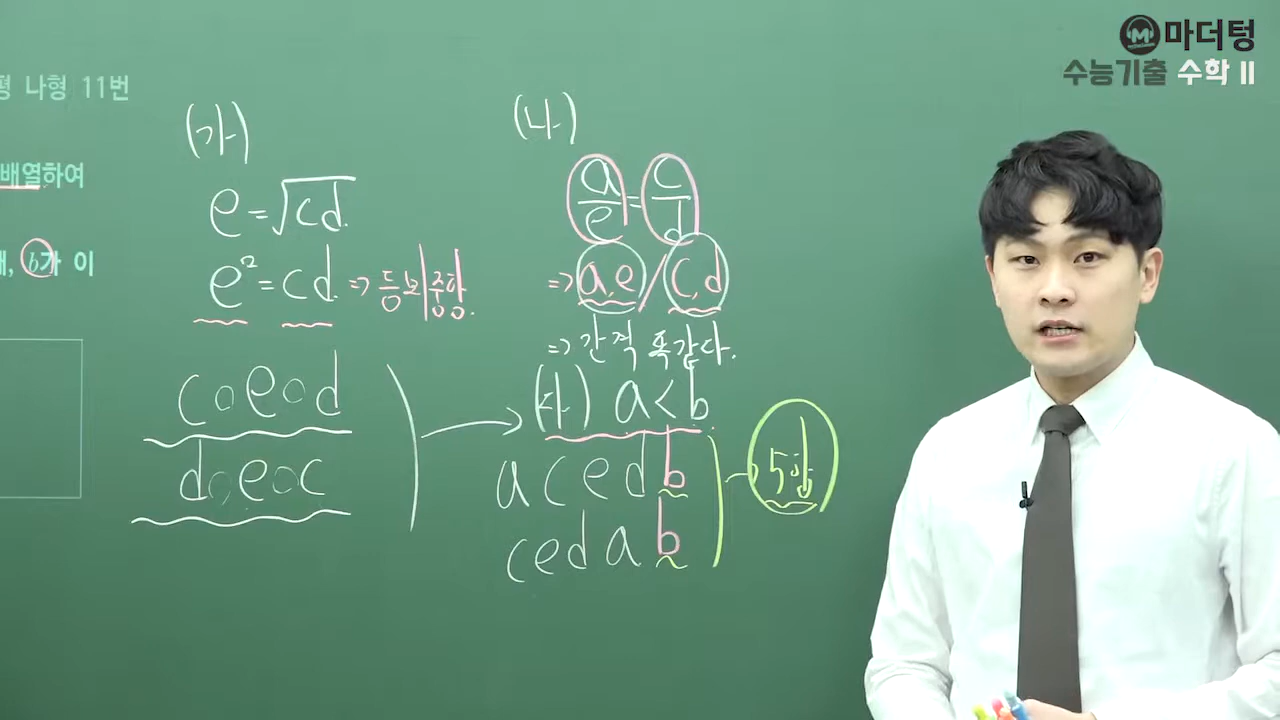 마더텅
수능기술 수학 II
평 나형 11번
배열하여
때, b가 이
(가)
e=√cd.
e²=cd. => 등비|중항.
c o e o d
d o e o c
(나)
a/e = c/d
=> a,e / c,d
=> 간격 똑같다.
(다) a<b.
a c e d b
c e d a b
5항